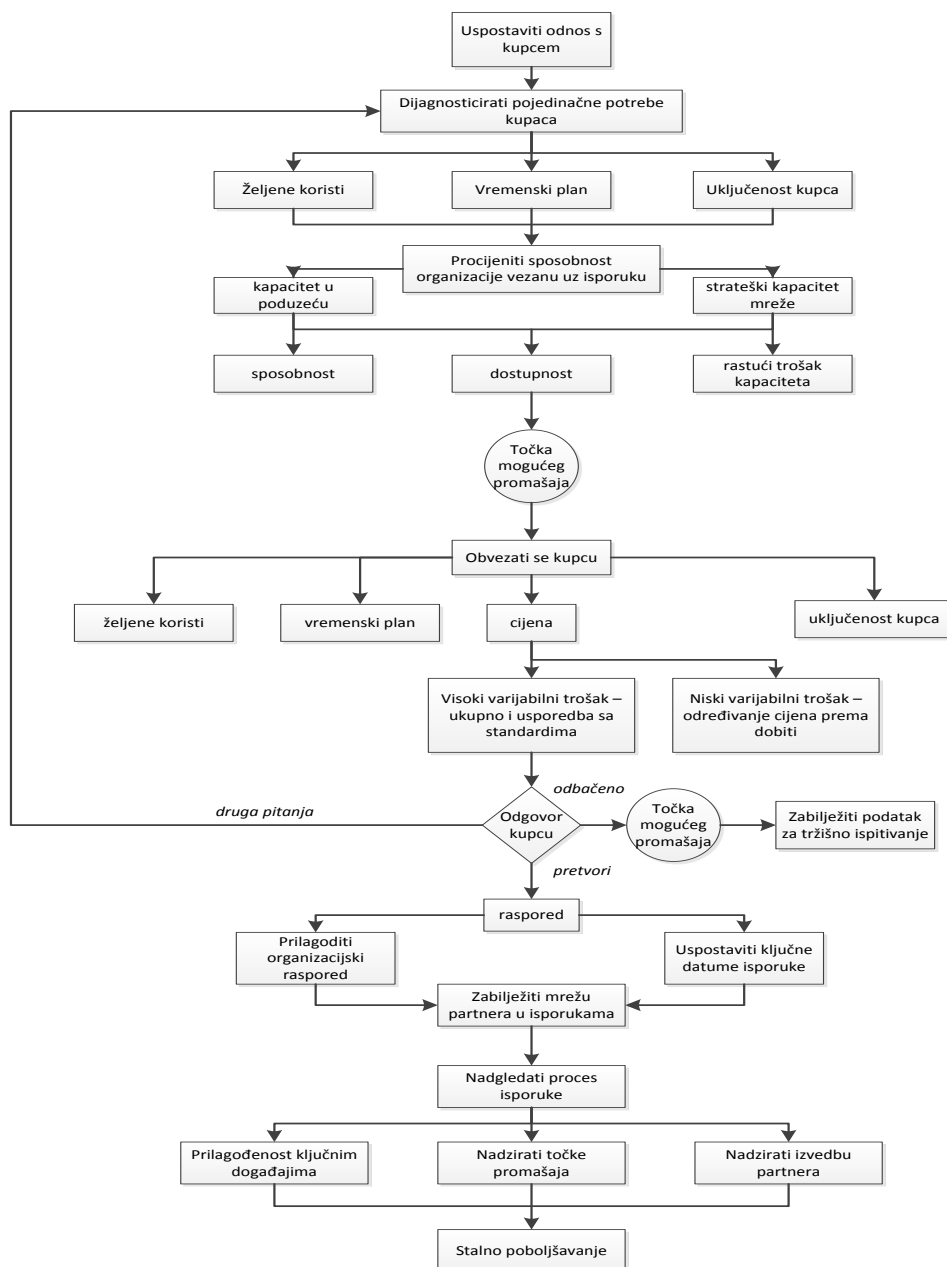 Uspostaviti odnos s
kupcem
Dijagnosticirati pojedinačne potrebe
kupaca
Željene koristi
Vremenski plan
Uključenost kupca
Procijeniti sposobnost
organizacije vezanu uz isporuku
kapacitet u
poduzeću
strateški kapacitet
mreže
sposobnost
dostupnost
rastući trošak
kapaciteta
Točka
mogućeg
promašaja
Obvezati se kupcu
željene koristi
vremenski plan
cijena
uključenost kupca
Visoki varijabilni trošak –
ukupno i usporedba sa
standardima
Niski varijabilni trošak –
određivanje cijena prema
dobiti
druga pitanja
Odgovor
kupcu
odbačeno
Točka
mogućeg
promašaja
Zabilježiti podatak
za tržišno ispitivanje
pretvori
raspored
Prilagoditi
organizacijski
raspored
Uspostaviti ključne
datume isporuke
Zabilježiti mrežu
partnera u isporukama
Nadgledati proces
isporuke
Prilagođenost ključnim
događajima
Nadzirati točke
promašaja
Nadzirati izvedbu
partnera
Stalno poboljšavanje